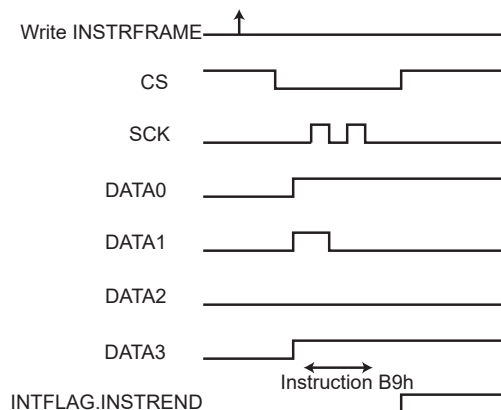 Write INSTRFRAME
CS
SCK
DATA0
DATA1
DATA2
DATA3
Instruction B9h
INTFLAG.INSTREND